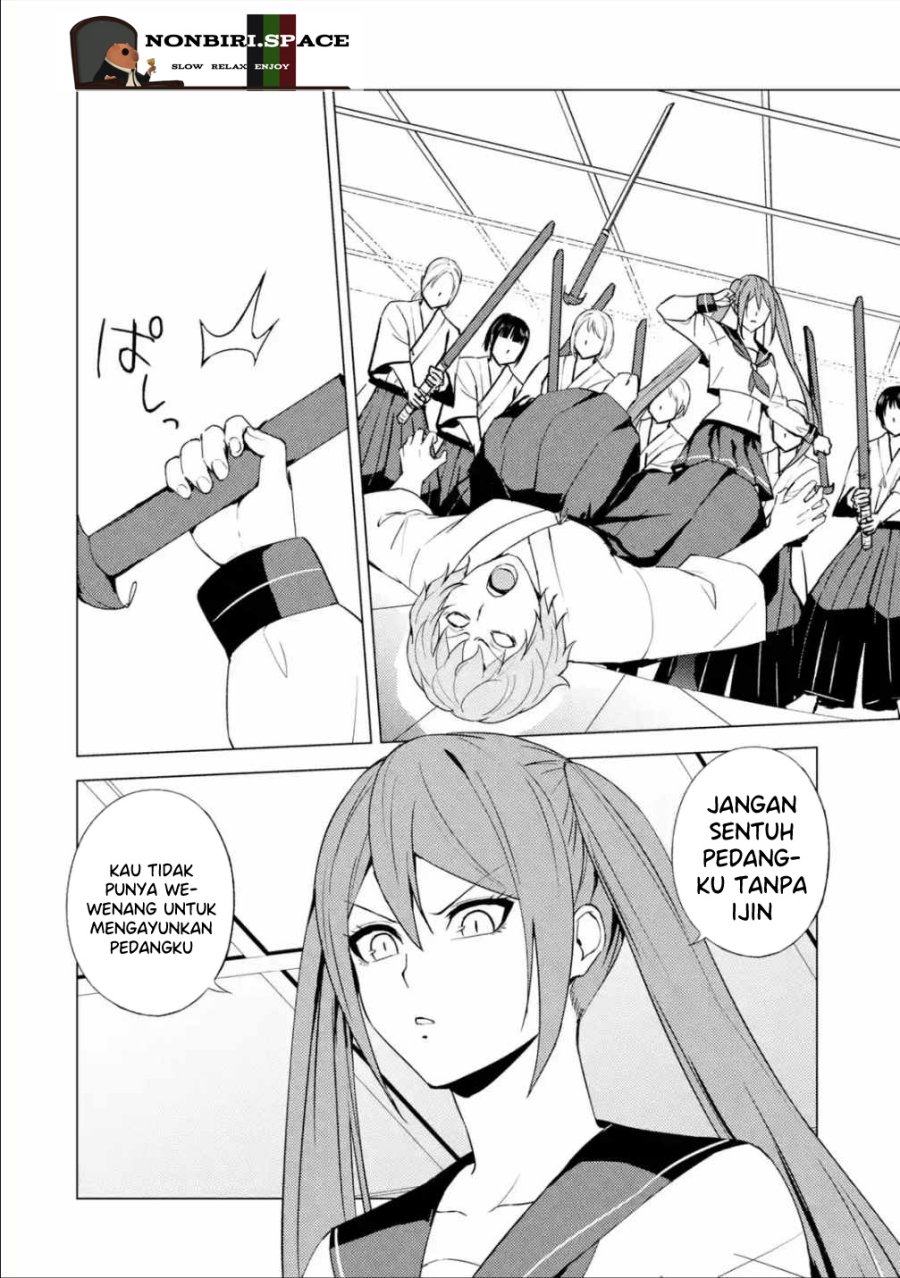 NONBIRI.SPACE
SLOW RELAX ENJOY
ぱしっ
JANGAN
SENTUH
PEDANG-
KU TANPA
IJIN
KAU TIDAK
PUNYA WE-
WENANG UNTUK
MENGAYUNKAN
PEDANGKU